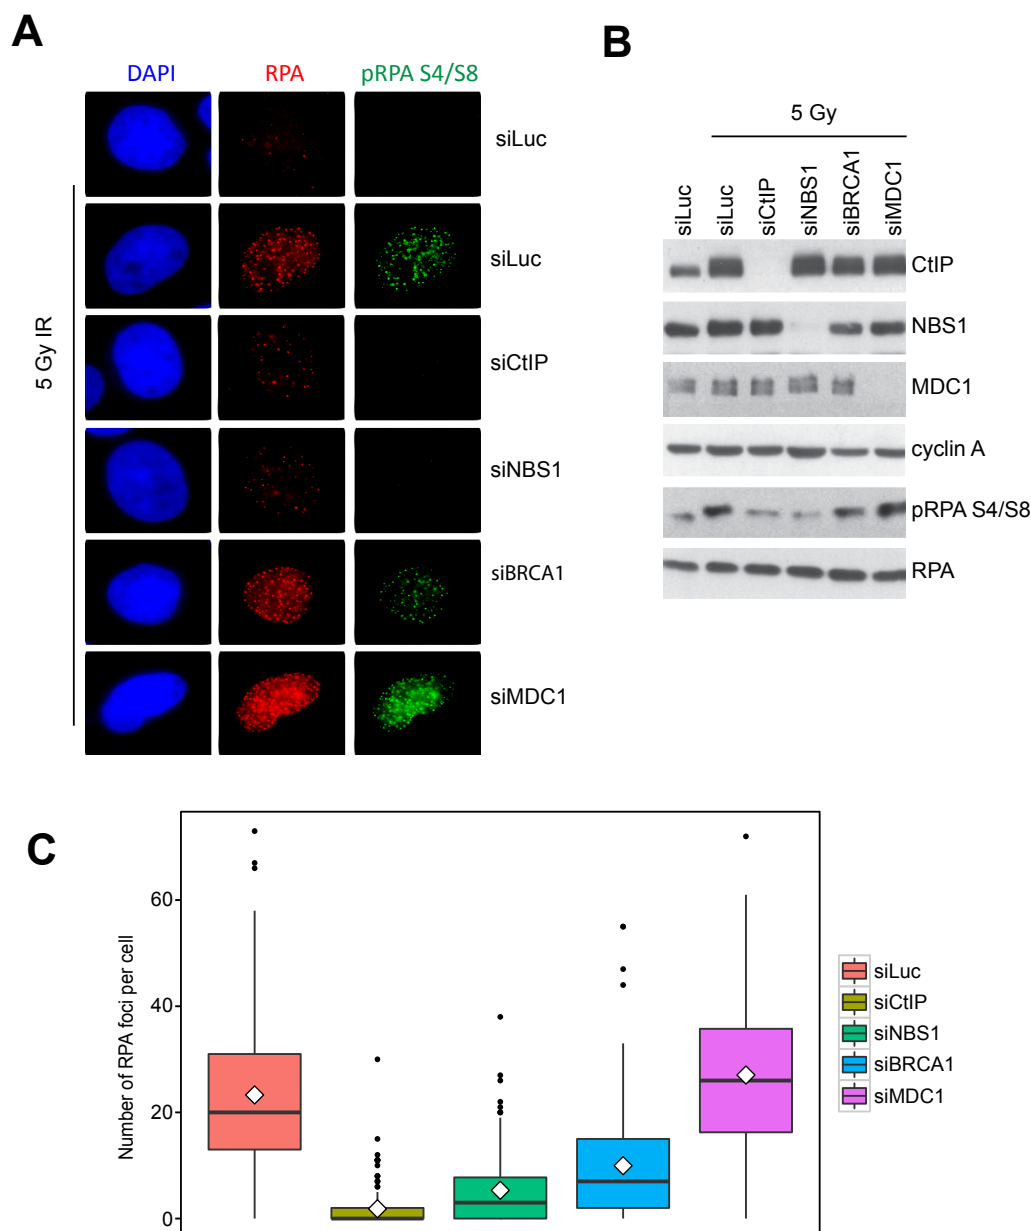 A
DAPI RPA pRPA S4/S8
siLuc
siLuc
siCtIP
siNBS1
siBRCA1
siMDC1
5 Gy IR
B
5 Gy
siLuc siLuc siCtIP siNBS1 siBRCA1 siMDC1
CtIP
NBS1
MDC1
cyclin A
pRPA S4/S8
RPA
C
Number of RPA foci per cell
60
40
20
0
siLuc
siCtIP
siNBS1
siBRCA1
siMDC1